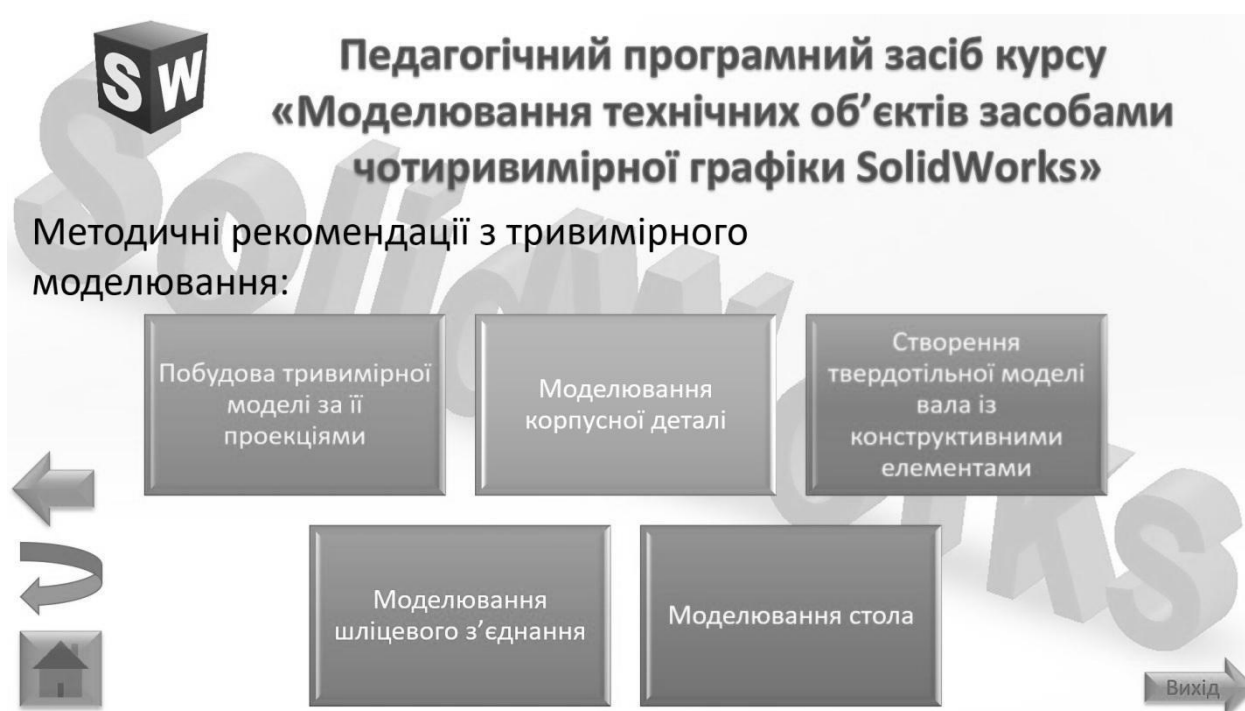 SW
Педагогічний програмний засіб курсу
«Моделювання технічних об’єктів засобами
чотиривимірної графіки SolidWorks»
Методичні рекомендації з тривимірного
моделювання:
Побудова тривимірної
моделі за її
проекціями
Моделювання
корпусної деталі
Створення
твердотільної моделі
вала із
конструктивними
елементами
Моделювання
шліцевого з’єднання
Моделювання стола
Вихід
SolidWorks